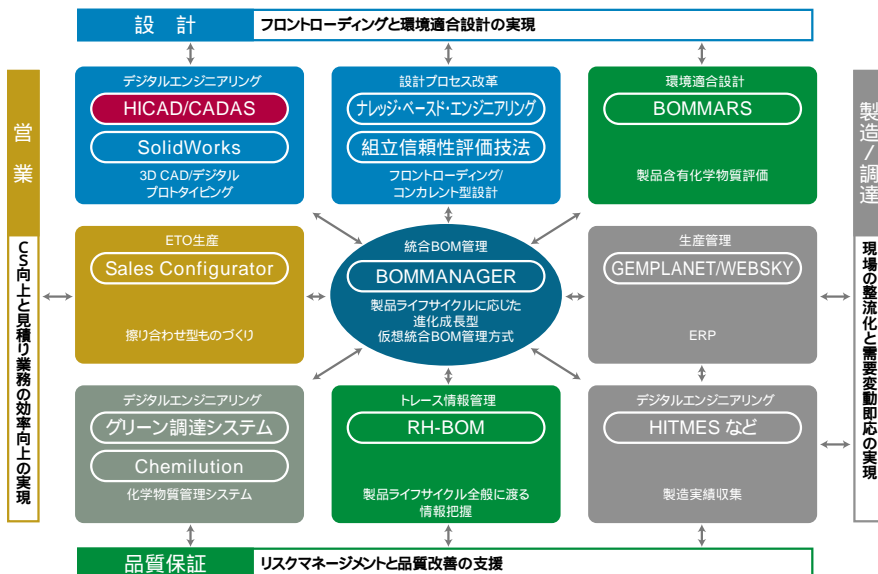 設計
フロントローディングと環境適合設計の実現
営業
CS向上と見積り業務の効率向上の実現
デジタルエンジニアリング
HICAD/CADAS
SolidWorks
3D CAD/デジタル
プロトタイピング
設計プロセス改革
ナレッジ・ベースド・エンジニアリング
組立信頼性評価技法
フロントローディング/
コンカレント型設計
環境適合設計
BOMMARS
製品含有化学物質評価
ETO生産
Sales Configurator
擦り合わせ型ものづくり
統合BOM管理
BOMMANAGER
製品ライフサイクルに応じた
進化成長型
仮想統合BOM管理方式
生産管理
GEMPLANET/WEBSKY
ERP
デジタルエンジニアリング
グリーン調達システム
Chemilution
化学物質管理システム
トレース情報管理
RH-BOM
製品ライフサイクル全般に渡る
情報把握
デジタルエンジニアリング
HITMES など
製造実績収集
製造/調達
現場の整流化と需要変動即応の実現
品質保証
リスクマネージメントと品質改善の支援